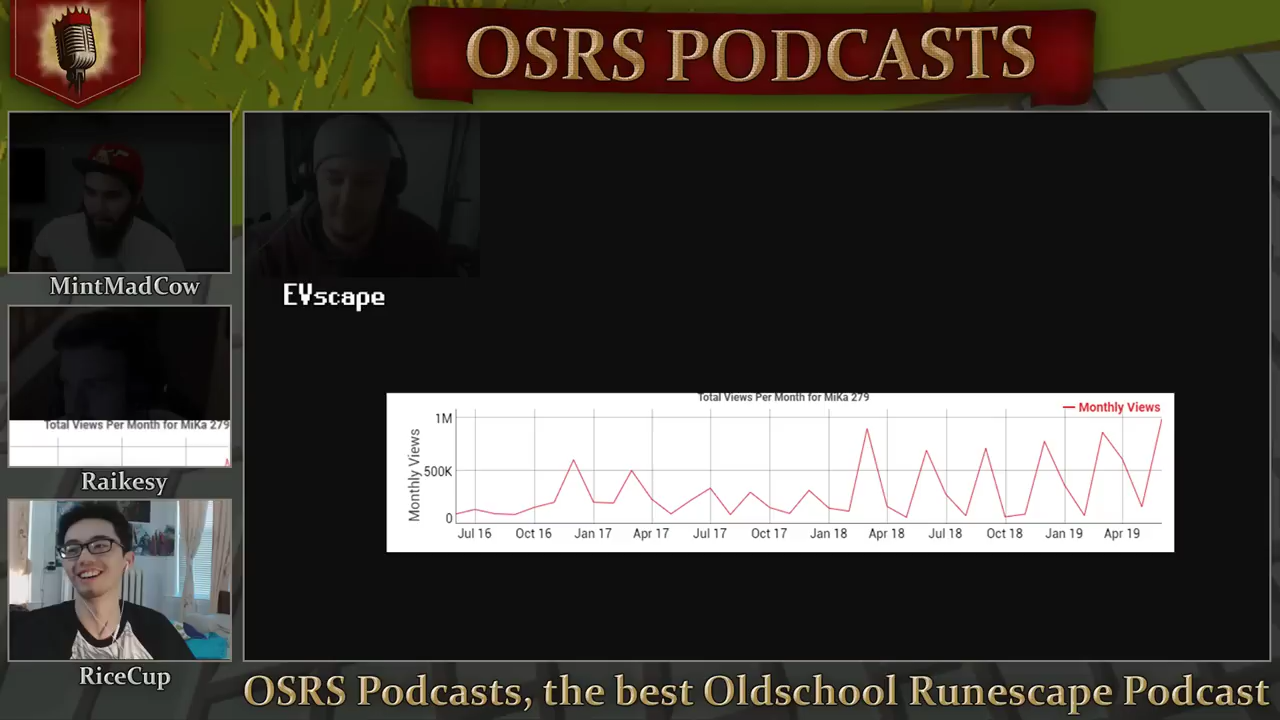 OSRS PODCASTS
MintMadCow
EVscape
Total Views Per Month for MiKa 279
Monthly Views
Monthly Views
1M
500K
0
Jul 16 Oct 16 Jan 17 Apr 17 Jul 17 Oct 17 Jan 18 Apr 18 Jul 18 Oct 18 Jan 19 Apr 19
Total Views Per Month for MiKa 279
Raikesy
RiceCup
OSRS Podcasts, the best Oldschool Runescape Podcast